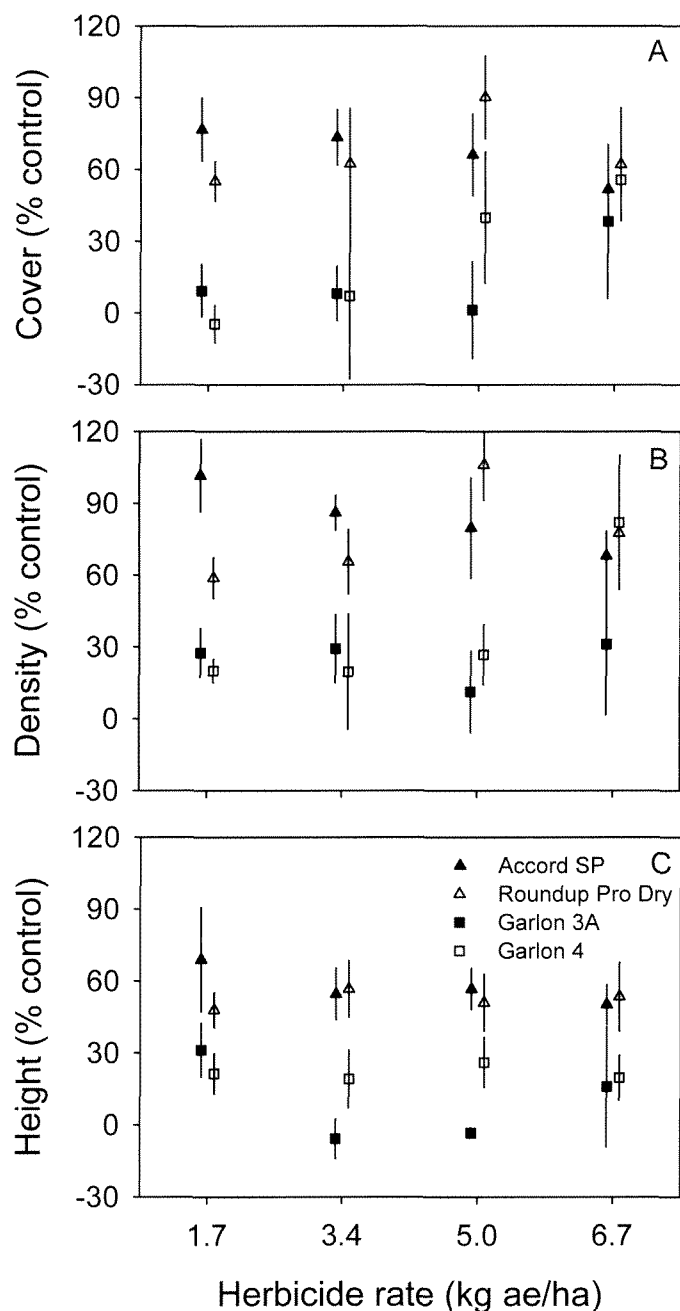 A
Cover (% control)
120
90
60
30
0
-30
B
Density (% control)
120
90
60
30
0
-30
C
Height (% control)
120
90
60
30
0
-30
Accord SP
Roundup Pro Dry
Garlon 3A
Garlon 4
1.7 3.4 5.0 6.7
Herbicide rate (kg ae/ha)